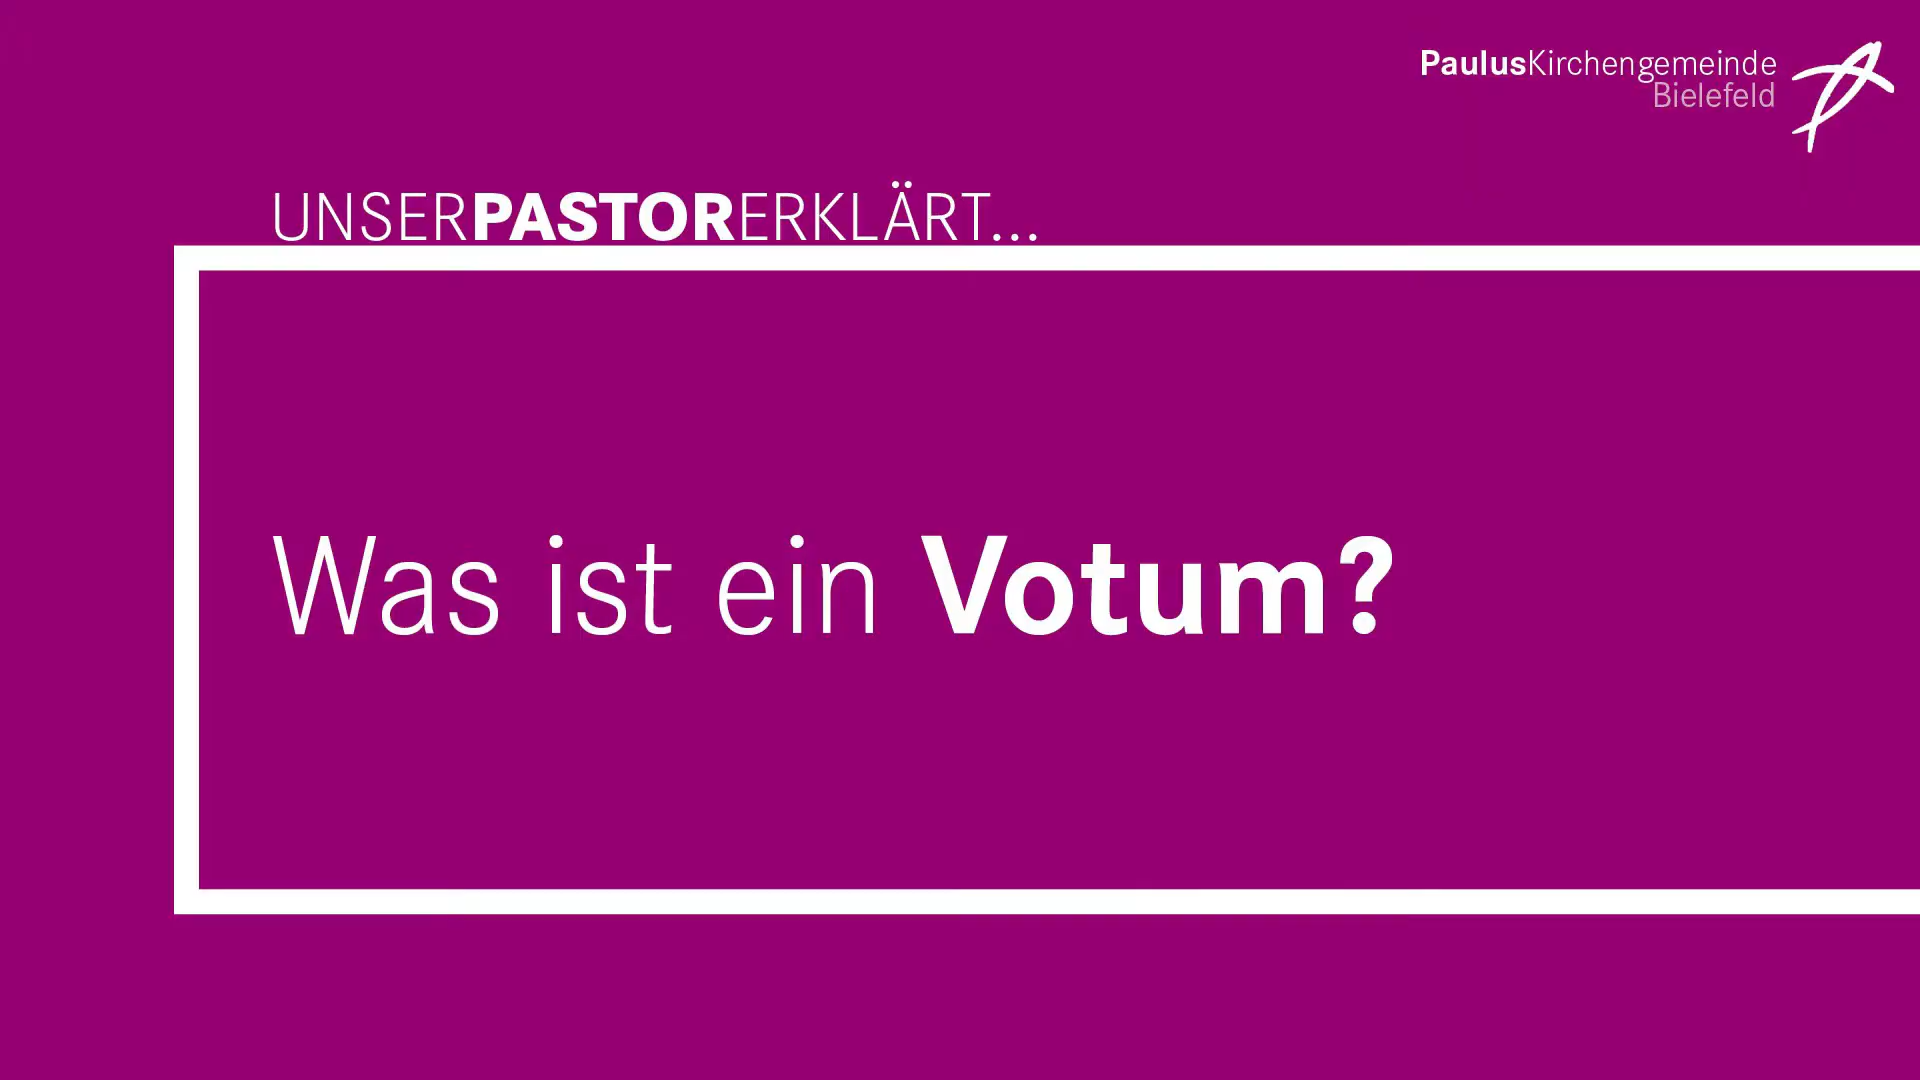 PaulusKirchengemeinde
Bielefeld
UNSERPASTORERKLÄRT...
Was ist ein Votum?